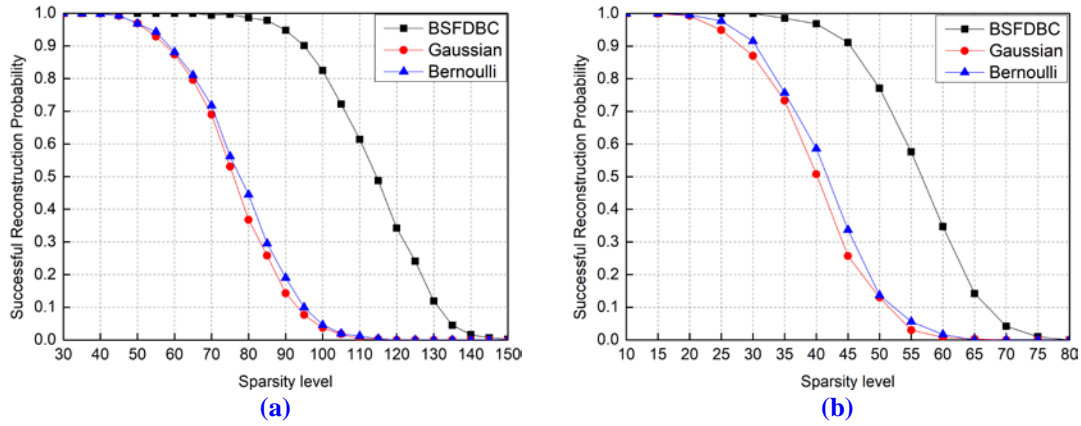 1.0
0.9
0.8
0.7
0.6
0.5
0.4
0.3
0.2
0.1
0.0
Successful Reconstruction Probability
BSFDBC
Gaussian
Bernoulli
30 40 50 60 70 80 90 100 110 120 130 140 150
Sparsity level
(a)
1.0
0.9
0.8
0.7
0.6
0.5
0.4
0.3
0.2
0.1
0.0
Successful Reconstruction Probability
BSFDBC
Gaussian
Bernoulli
10 15 20 25 30 35 40 45 50 55 60 65 70 75 80
Sparsity level
(b)